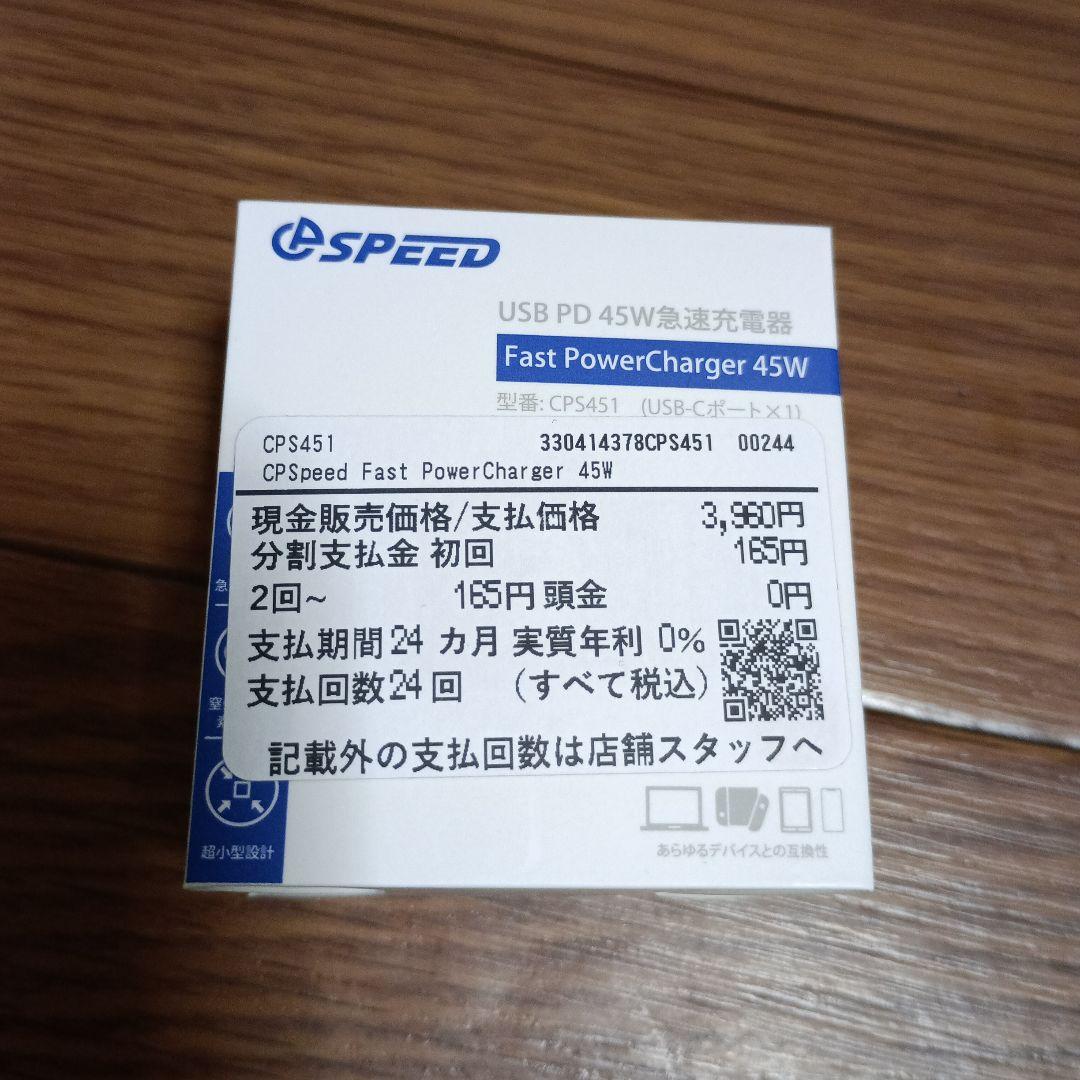 CPSPEED
USB PD 45W急速充電器
Fast PowerCharger 45W
型番: CPS451 (USB-Cポート×1)
CPS451 330414378CPS451 00244
CPSpeed Fast PowerCharger 45W
現金販売価格/支払価格 3,960円
分割支払金 初回 165円
2回~ 165円 頭金 0円
支払期間 24 カ月 実質年利 0%
支払回数 24 回 (すべて税込)
記載外の支払回数は店舗スタッフへ
急
窒
素
超小型設計
あらゆるデバイスとの互換性